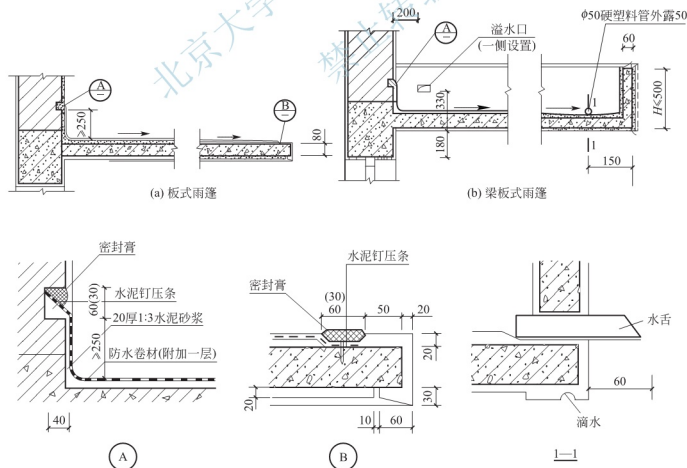 北京大学
禁止转载
200
A
溢水口
(一侧设置)
ϕ50硬塑料管外露50
60
A
≥250
B
80
330
180
1
1
H≤500
150
(a) 板式雨篷
(b) 梁板式雨篷
密封膏
水泥钉压条
60(30)
20厚1:3水泥砂浆
≥250
防水卷材(附加一层)
40
A
水泥钉压条
密封膏
(30)
60
50
20
20
20
30
10
60
B
水舌
60
滴水
1—1